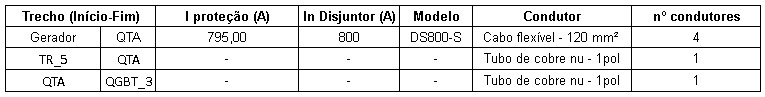 Trecho (Início-Fim) I proteção (A) In Disjuntor (A) Modelo Condutor nº condutores
Gerador QTA 795,00 800 DS800-S Cabo flexível - 120 mm² 4
TR_5 QTA - - - Tubo de cobre nu - 1pol 1
QTA QGBT_3 - - - Tubo de cobre nu - 1pol 1